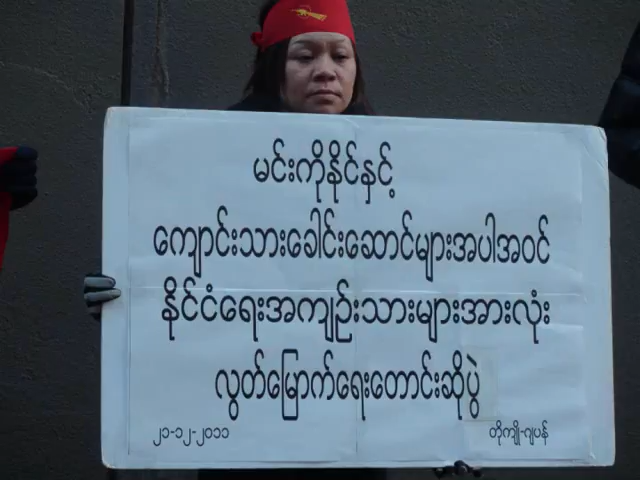 မင်းကိုနိုင်နှင့်
ကျောင်းသားခေါင်းဆောင်များအပါအဝင်
နိုင်ငံရေးအကျဉ်းသားများအားလုံး
လွတ်မြောက်ရေးတောင်းဆိုပွဲ
၂၁-၁၂-၂၀၁၁ တိုကျို-ဂျပန်